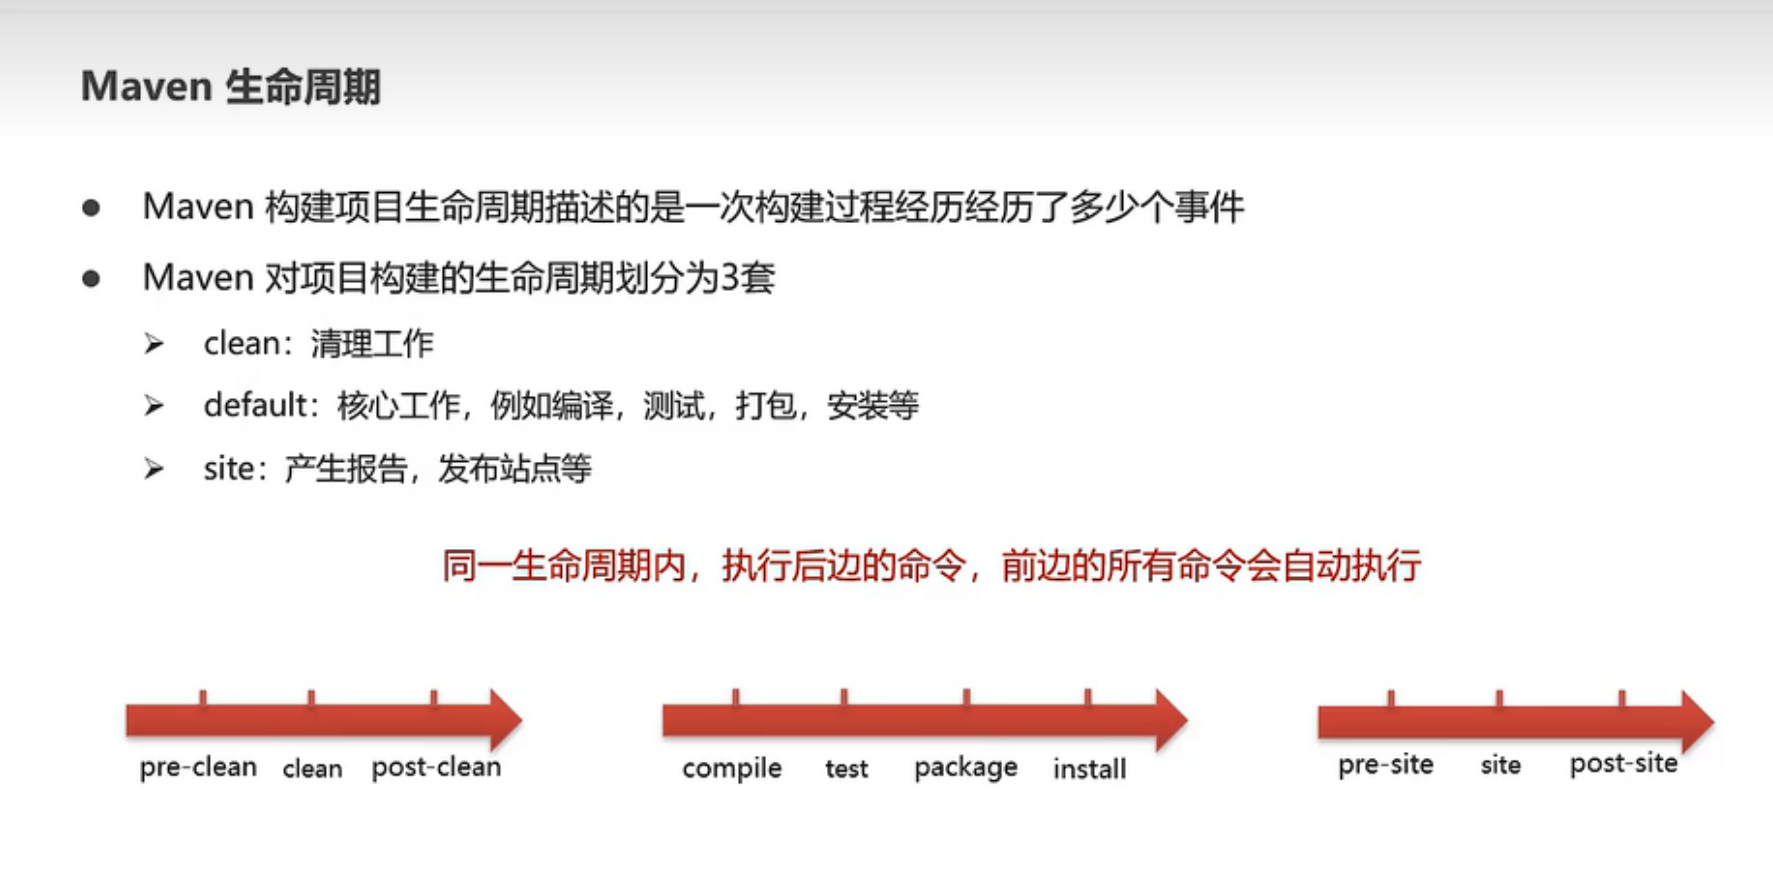 Maven 生命周期
Maven 构建项目生命周期描述的是一次构建过程经历经历了多少个事件
Maven 对项目构建的生命周期划分为3套
clean：清理工作
default：核心工作，例如编译，测试，打包，安装等
site：产生报告，发布站点等
同一生命周期内，执行后边的命令，前边的所有命令会自动执行
pre-clean clean post-clean
compile test package install
pre-site site post-site